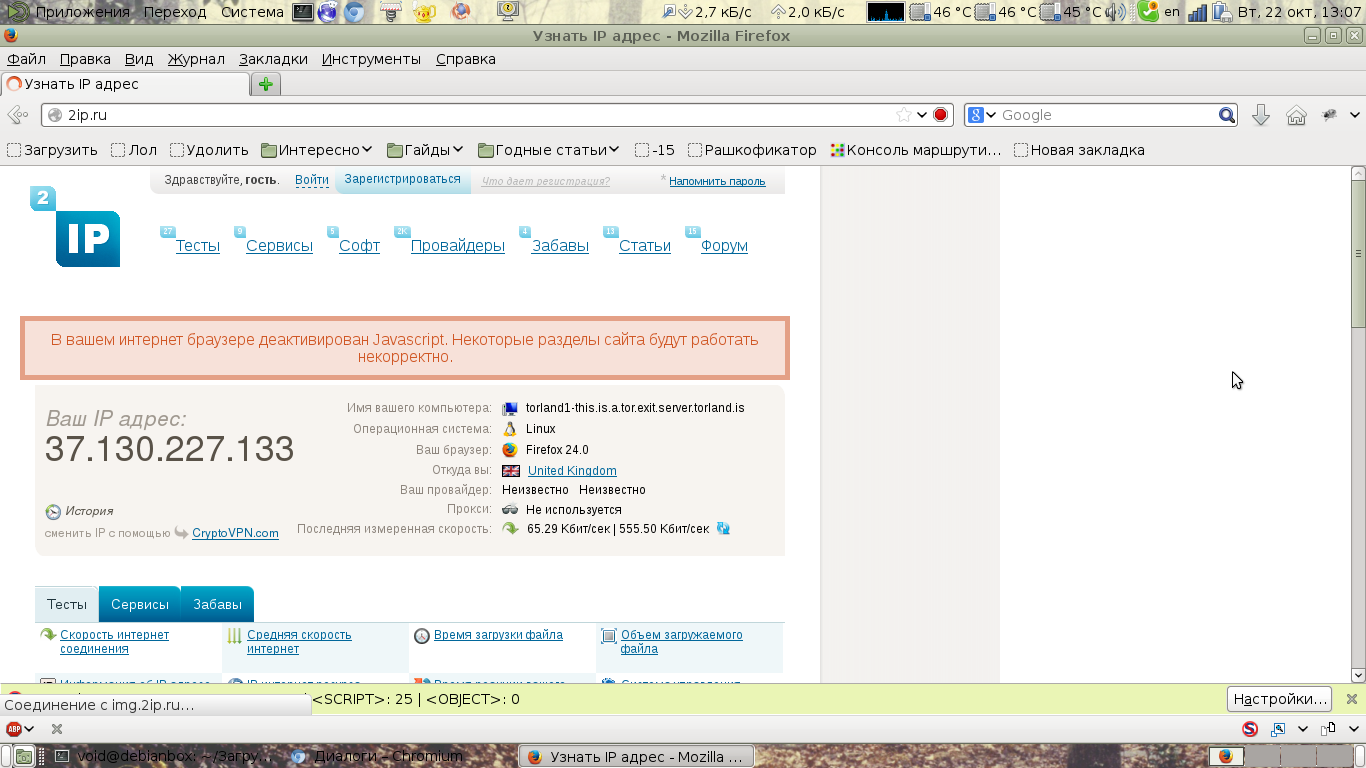 Приложения Переход Система 2,7 кБ/с 2,0 кБ/с 46 °C 46 °C 45 °C en Вт, 22 окт, 13:07
Узнать IP адрес - Mozilla Firefox
Файл Правка Вид Журнал Закладки Инструменты Справка
Узнать IP адрес
2ip.ru Google
Загрузить Лол Удолить Интересно Гайды Годные статьи -15 Рашкофикатор Консоль маршрути... Новая закладка
Здравствуйте, гость. Войти Зарегистрироваться Что дает регистрация? * Напомнить пароль
2 IP
27 Тесты 9 Сервисы 5 Софт 2K Провайдеры 4 Забавы 13 Статьи 15 Форум
В вашем интернет браузере деактивирован Javascript. Некоторые разделы сайта будут работать
некорректно.
Ваш IP адрес:
37.130.227.133
История
сменить IP с помощью CryptoVPN.com
Имя вашего компьютера: torland1-this.is.a.tor.exit.server.torland.is
Операционная система: Linux
Ваш браузер: Firefox 24.0
Откуда вы: United Kingdom
Ваш провайдер: Неизвестно Неизвестно
Прокси: Не используется
Последняя измеренная скорость: 65.29 Кбит/сек | 555.50 Кбит/сек
Тесты Сервисы Забавы
Скорость интернет
соединения
Средняя скорость
интернет
Время загрузки файла
Объем загружаемого
файла
<SCRIPT>: 25 | <OBJECT>: 0 Настройки...
Соединение с img.2ip.ru...
ABP
void@debianbox: ~/Загру... Диалоги - Chromium Узнать IP адрес - Mozilla ...